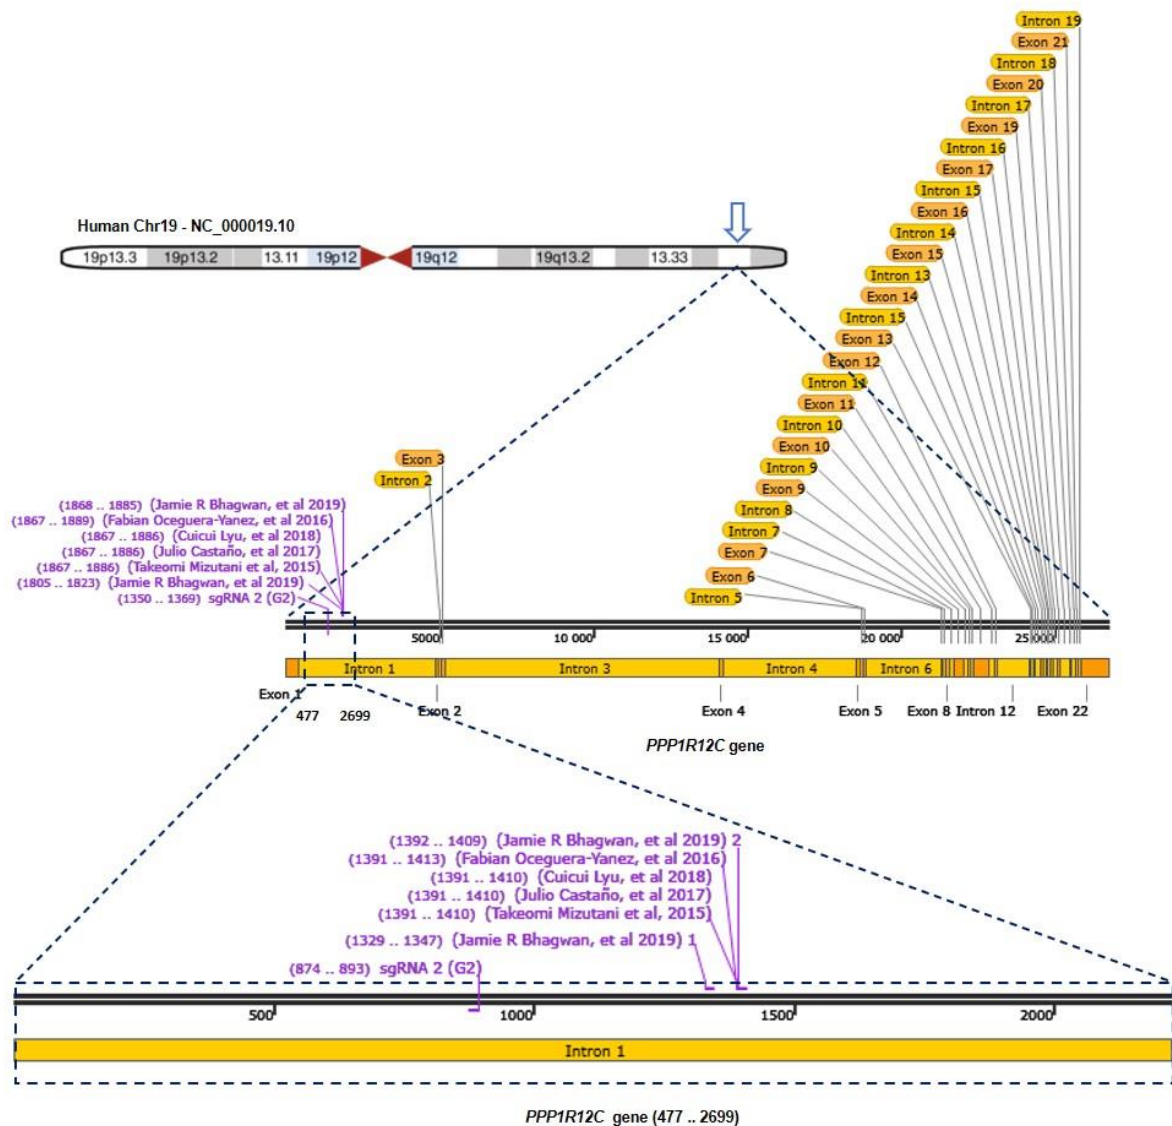 Intron 19
Exon 21
Intron 18
Exon 20
Intron 17
Exon 19
Intron 16
Exon 17
Intron 15
Exon 16
Intron 14
Exon 15
Intron 13
Exon 14
Intron 15
Exon 13
Exon 12
Intron 11
Exon 11
Intron 10
Exon 10
Intron 9
Exon 9
Intron 8
Intron 7
Exon 7
Exon 6
Intron 5
Human Chr19 - NC_000019.10
19p13.3 19p13.2 13.11 19p12 19q12 19q13.2 13.33
Exon 3
Intron 2
(1868 .. 1885) (Jamie R Bhagwan, et al 2019)
(1867 .. 1889) (Fabian Oceguera-Yanez, et al 2016)
(1867 .. 1886) (Cuicui Lyu, et al 2018)
(1867 .. 1886) (Julio Castaño, et al 2017)
(1867 .. 1886) (Takeomi Mizutani et al, 2015)
(1805 .. 1823) (Jamie R Bhagwan, et al 2019)
(1350 .. 1369) sgRNA 2 (G2)
5000 10 000 15 000 20 000 25 000
Intron 1 Intron 3 Intron 4 Intron 6
Exon 1 Exon 2 Exon 4 Exon 5 Exon 8 Intron 12 Exon 22
477 2699
PPP1R12C gene
(1392 .. 1409) (Jamie R Bhagwan, et al 2019) 2
(1391 .. 1413) (Fabian Oceguera-Yanez, et al 2016)
(1391 .. 1410) (Cuicui Lyu, et al 2018)
(1391 .. 1410) (Julio Castaño, et al 2017)
(1391 .. 1410) (Takeomi Mizutani et al, 2015)
(1329 .. 1347) (Jamie R Bhagwan, et al 2019) 1
(874 .. 893) sgRNA 2 (G2)
500 1000 1500 2000
Intron 1
PPP1R12C gene (477 .. 2699)